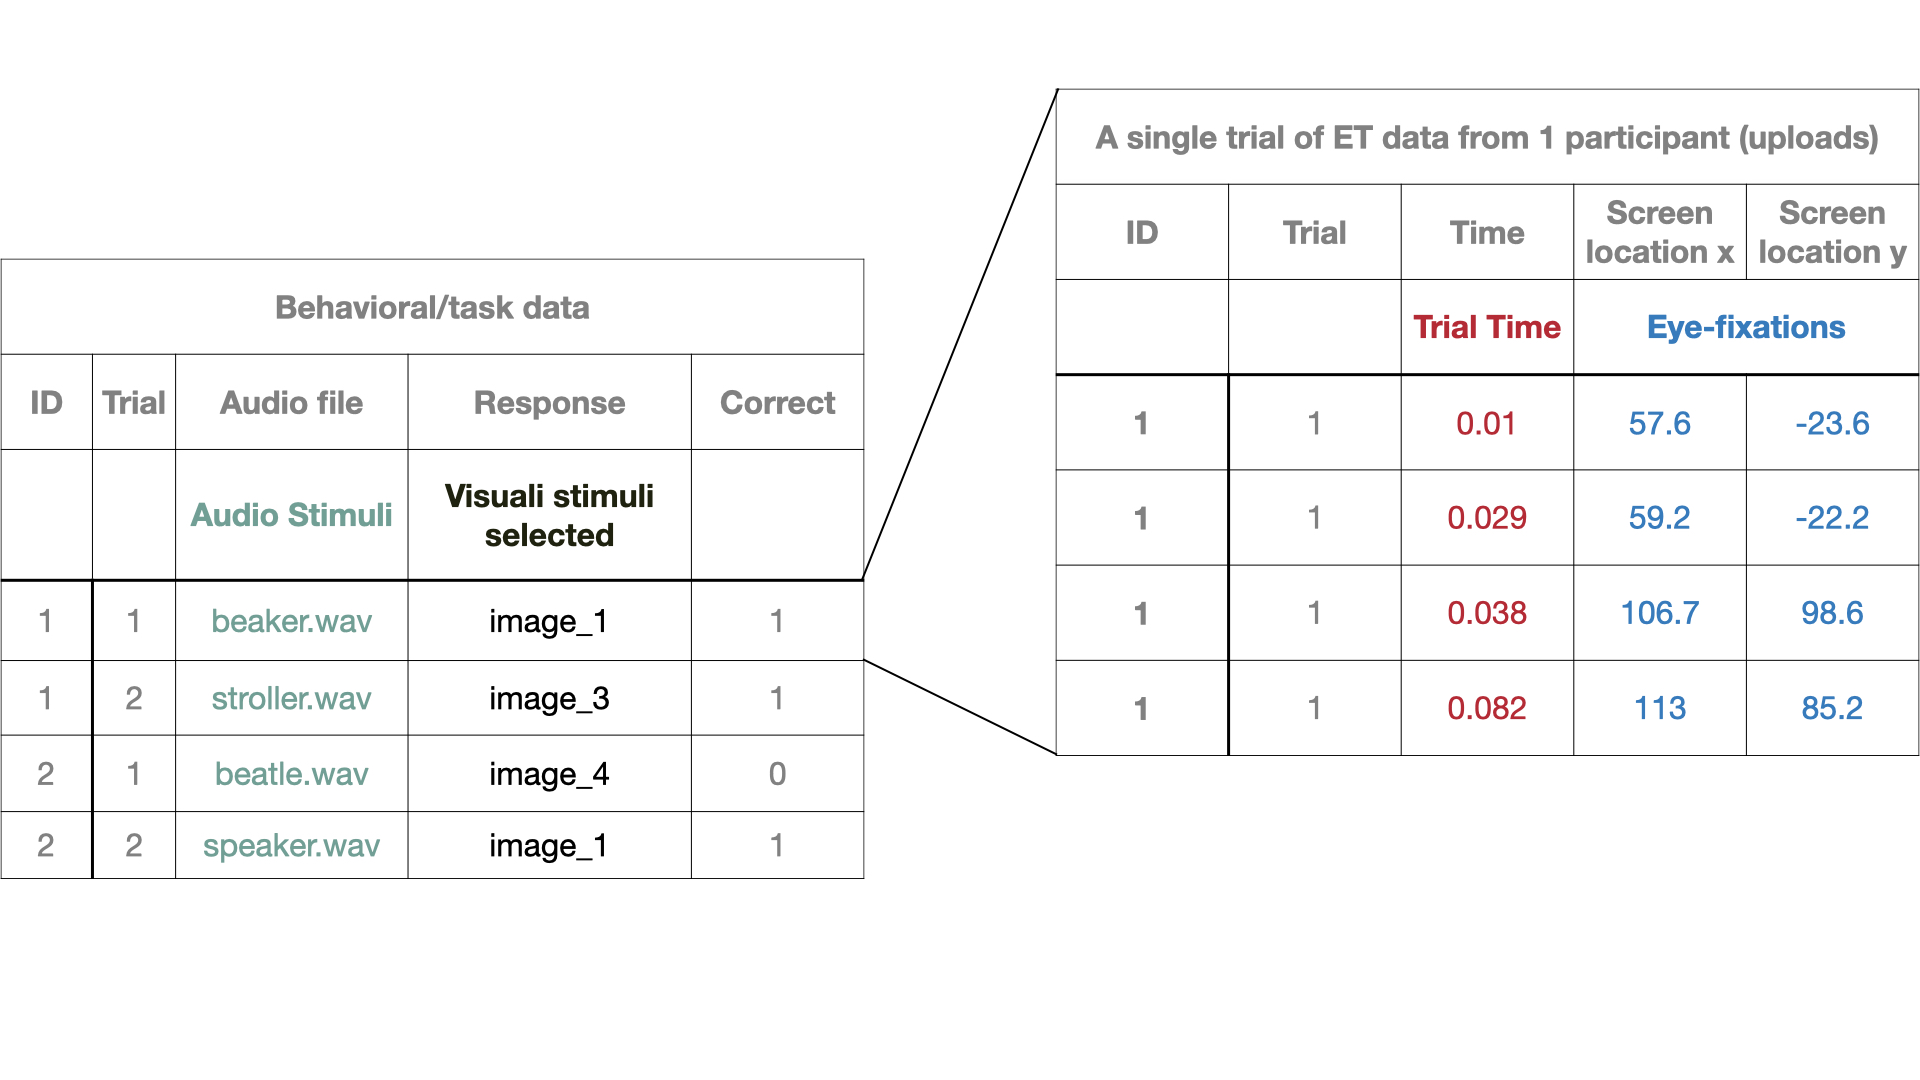 Behavioral/task data
ID Trial Audio file Response Correct
Audio Stimuli Visuali stimuli
selected
1 1 beaker.wav image_1 1
1 2 stroller.wav image_3 1
2 1 beatle.wav image_4 0
2 2 speaker.wav image_1 1
A single trial of ET data from 1 participant (uploads)
ID Trial Time Screen location x Screen location y
Trial Time Eye-fixations
1 1 0.01 57.6 -23.6
1 1 0.029 59.2 -22.2
1 1 0.038 106.7 98.6
1 1 0.082 113 85.2